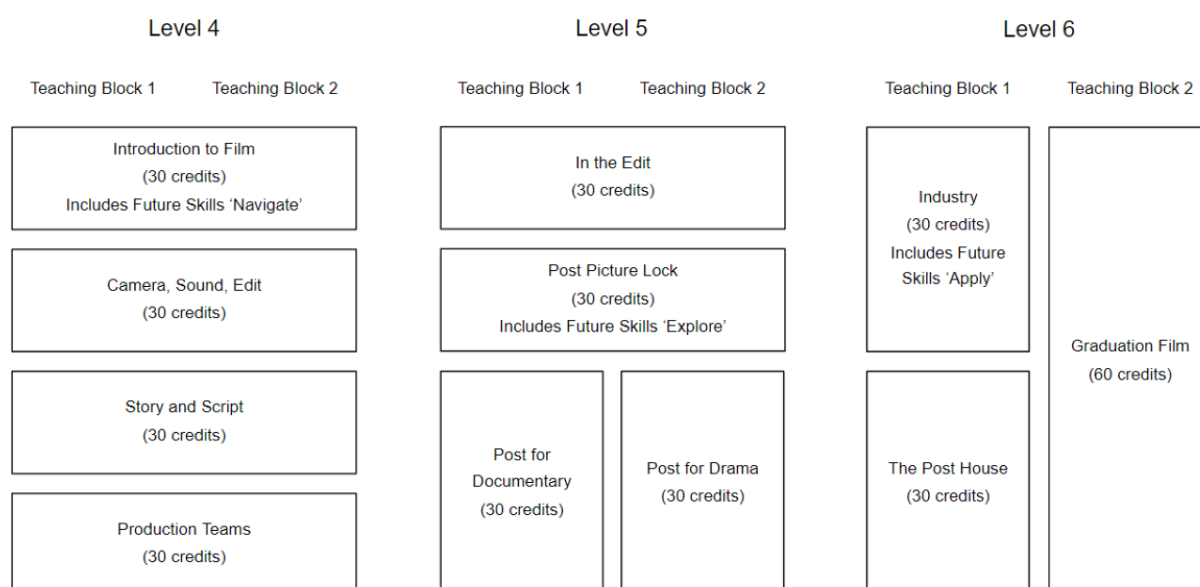 Level 4
Teaching Block 1
Teaching Block 2
Introduction to Film
(30 credits)
Includes Future Skills ‘Navigate’
Camera, Sound, Edit
(30 credits)
Story and Script
(30 credits)
Production Teams
(30 credits)
Level 5
Teaching Block 1
Teaching Block 2
In the Edit
(30 credits)
Post Picture Lock
(30 credits)
Includes Future Skills ‘Explore’
Post for
Documentary
(30 credits)
Post for Drama
(30 credits)
Level 6
Teaching Block 1
Teaching Block 2
Industry
(30 credits)
Includes Future
Skills ‘Apply’
The Post House
(30 credits)
Graduation Film
(60 credits)